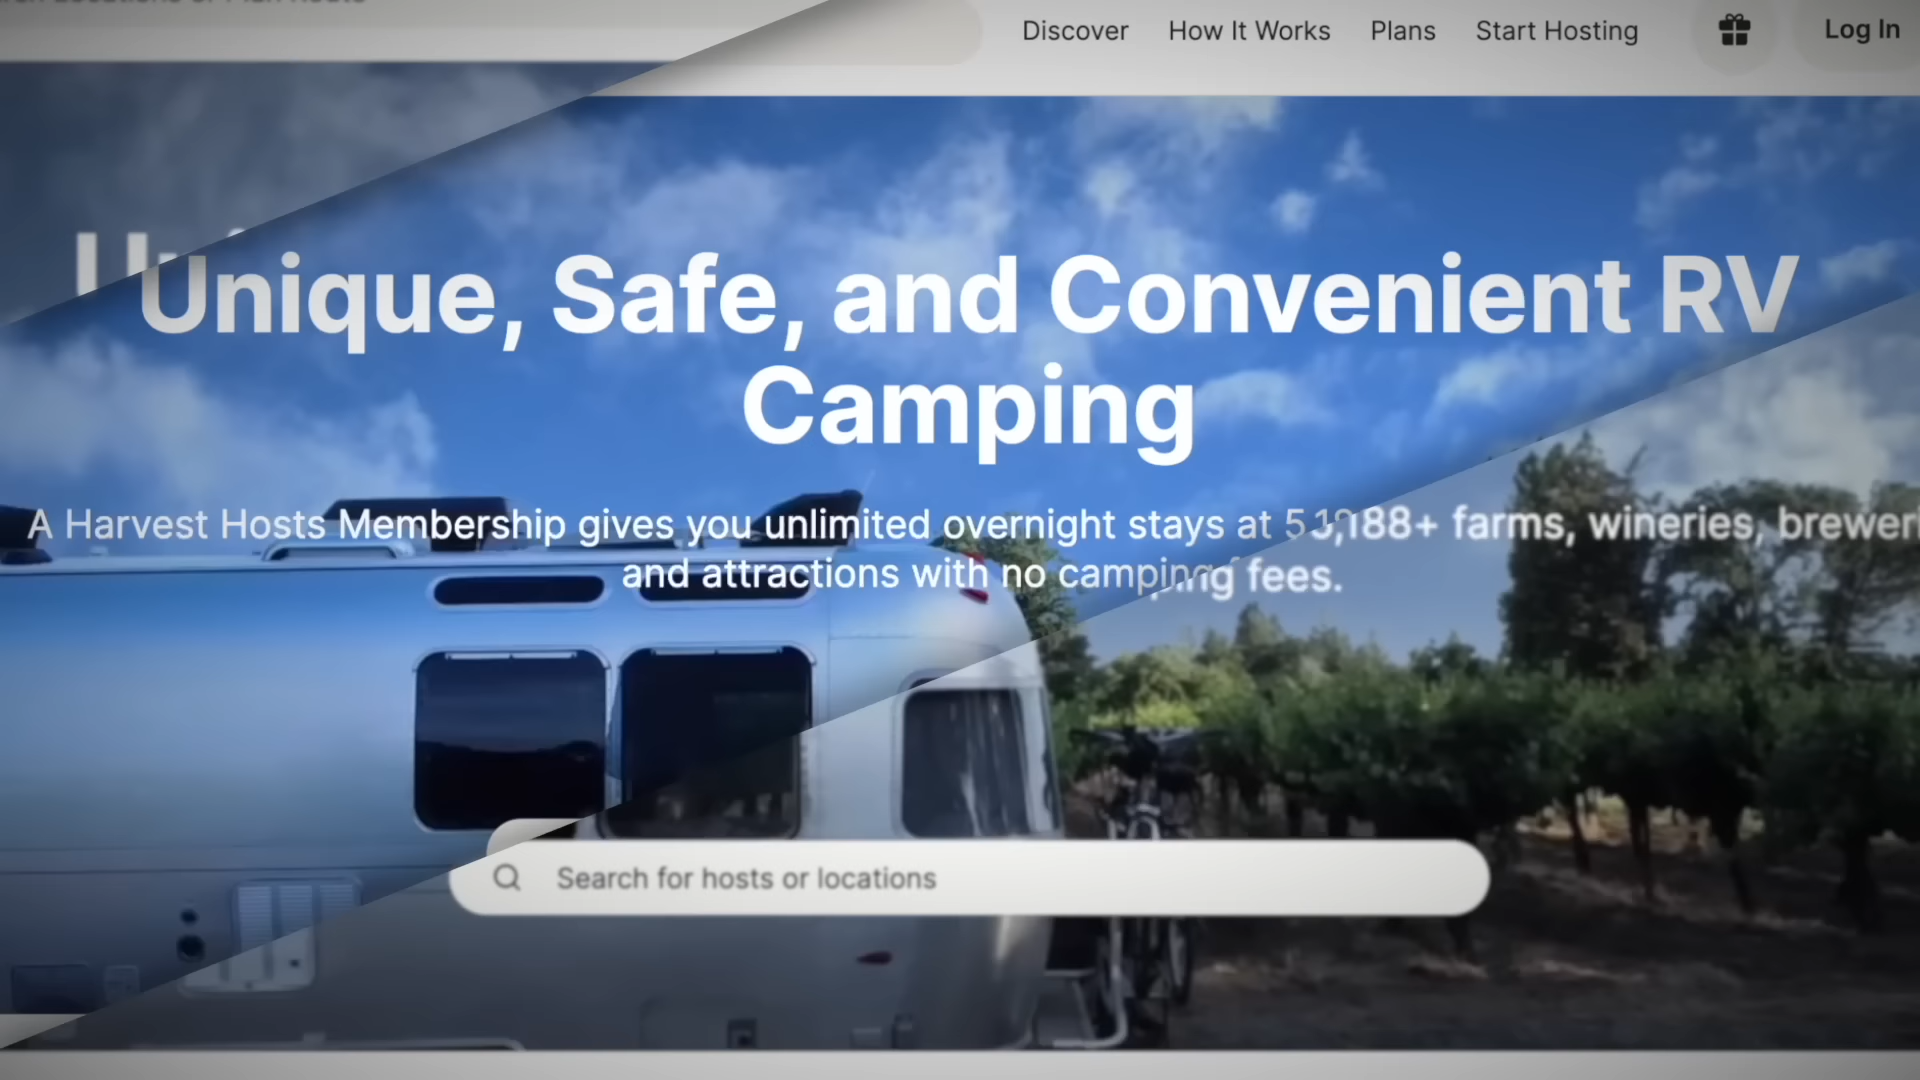 Discover How It Works Plans Start Hosting Log In
Unique, Safe, and Convenient RV
Camping
A Harvest Hosts Membership gives you unlimited overnight stays at farms, wineries,
and attractions with no camping fees.
Search for hosts or locations